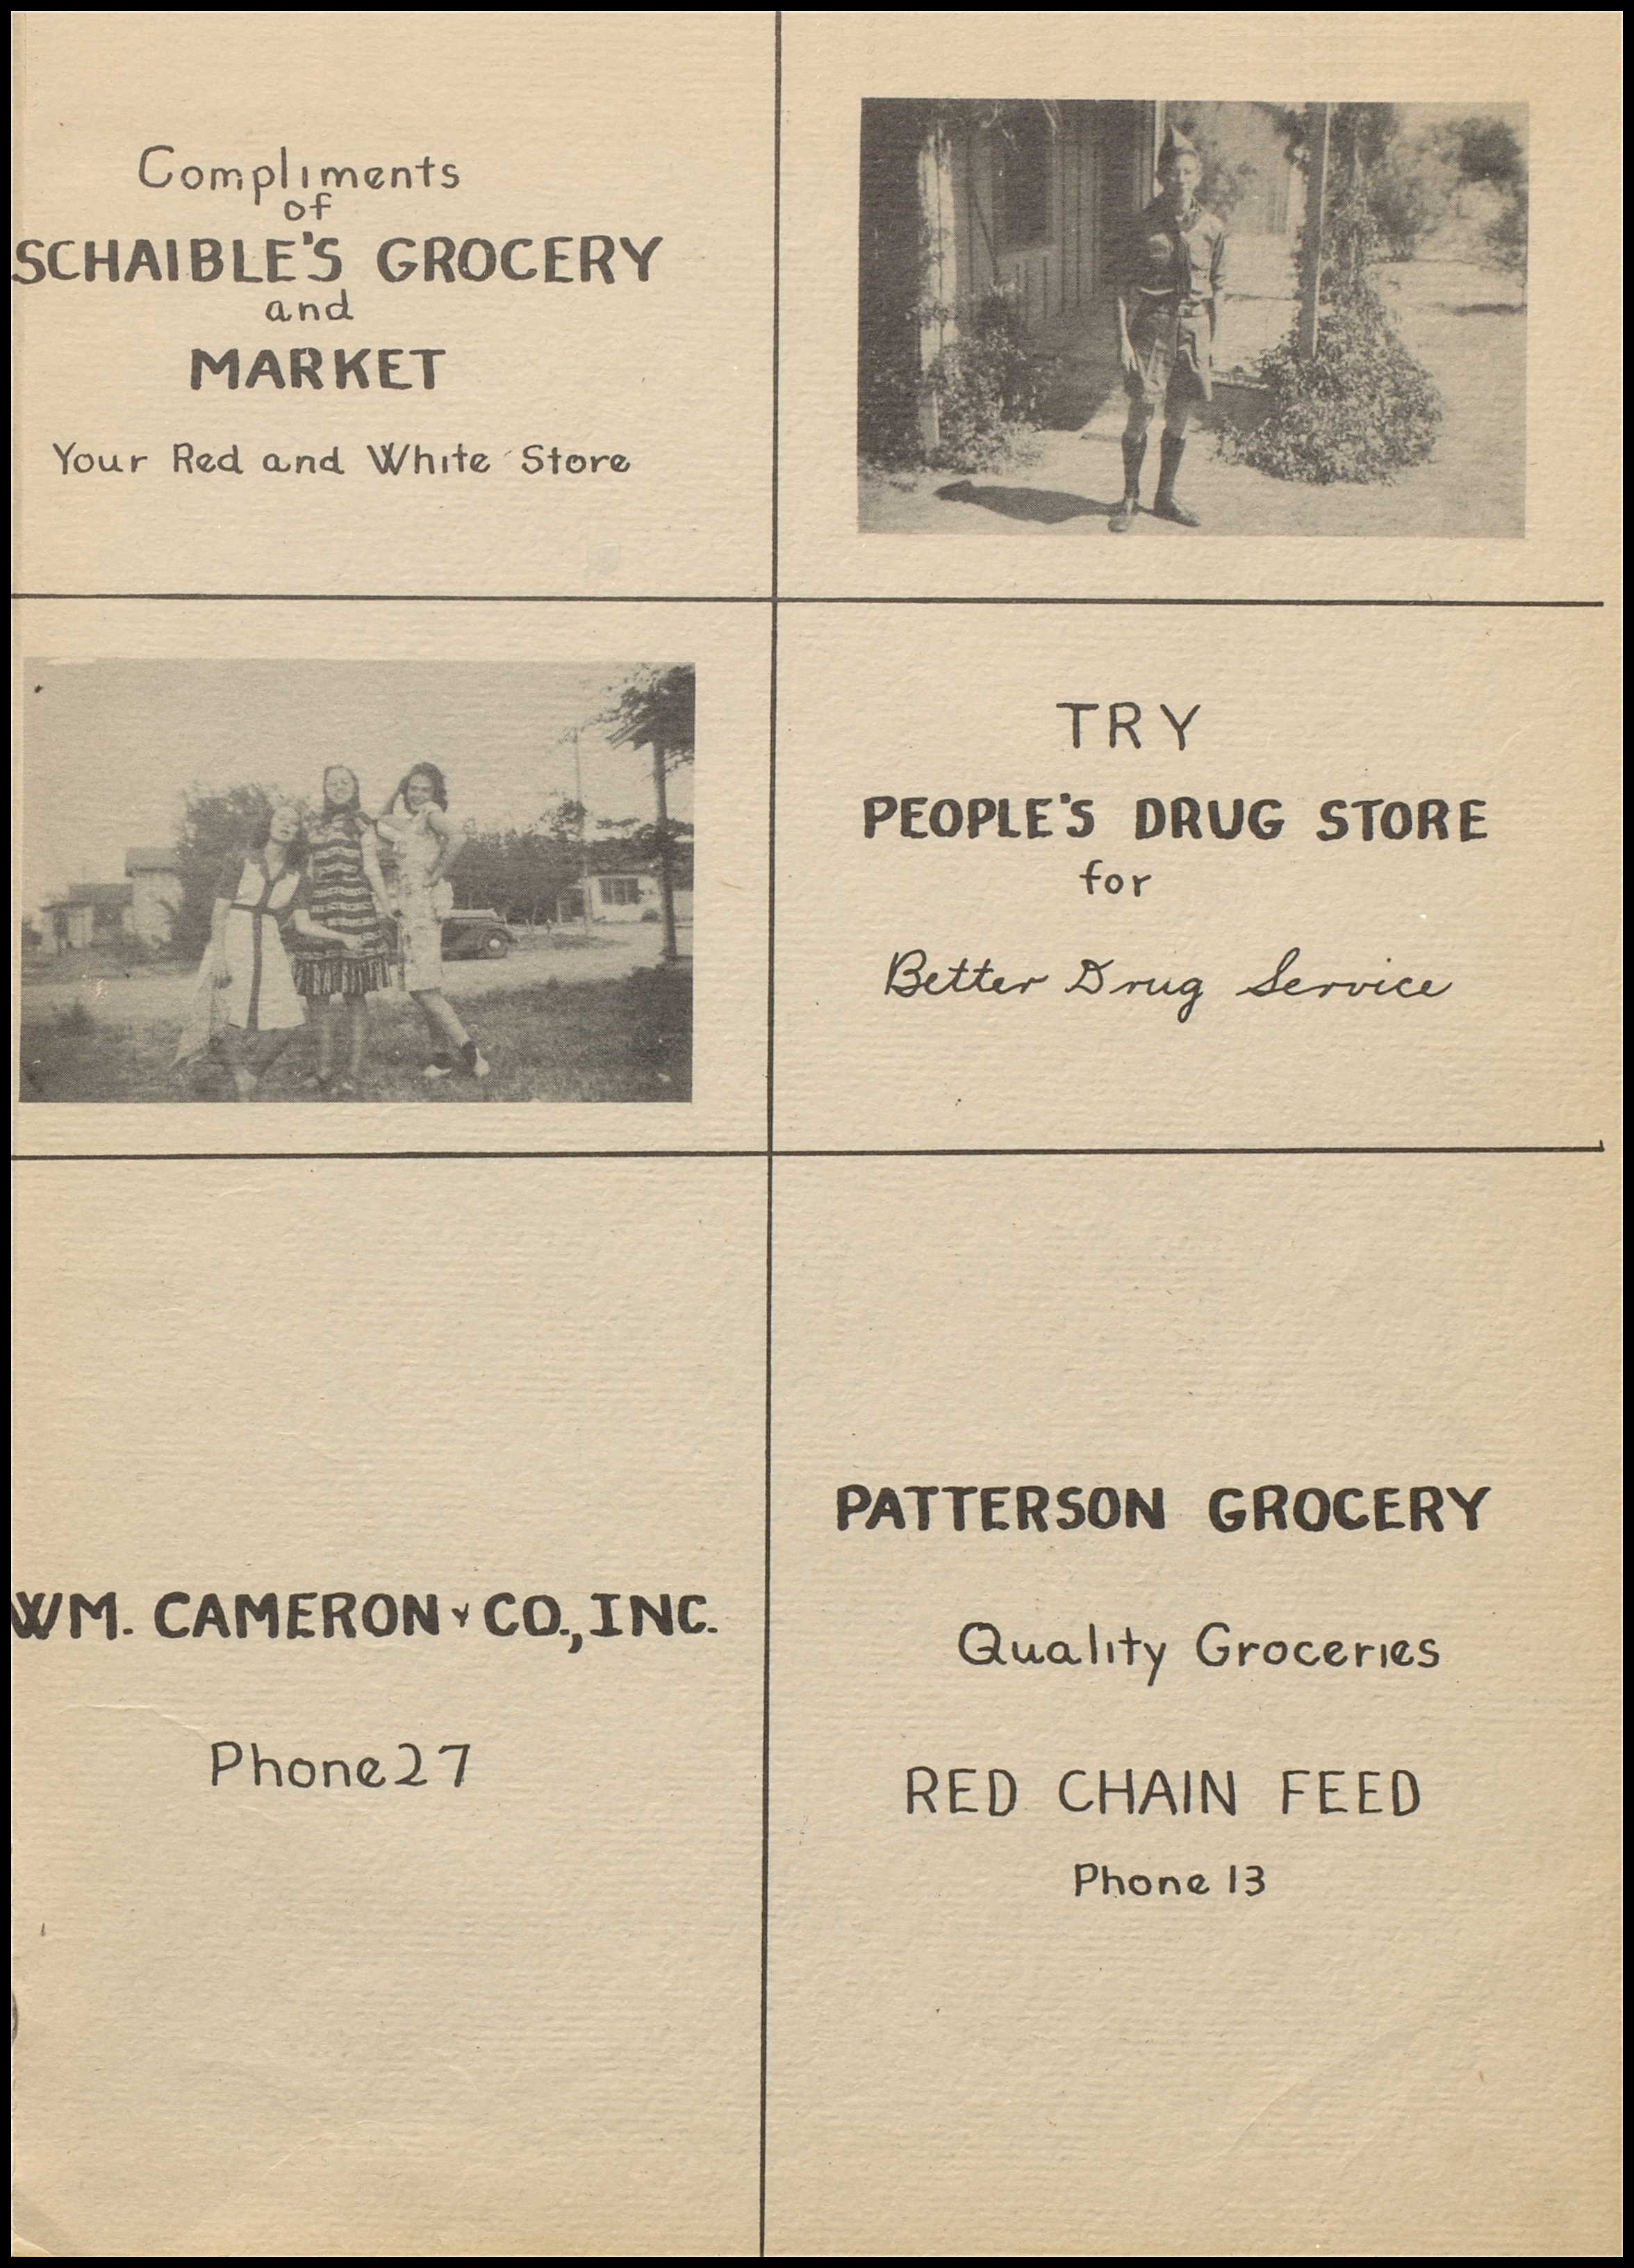 Compliments
of
SCHAIBLE'S GROCERY
and
MARKET
Your Red and White Store
TRY
PEOPLE'S DRUG STORE
for
Better Drug Service
WM. CAMERON & CO., INC.
Phone 27
PATTERSON GROCERY
Quality Groceries
RED CHAIN FEED
Phone 13